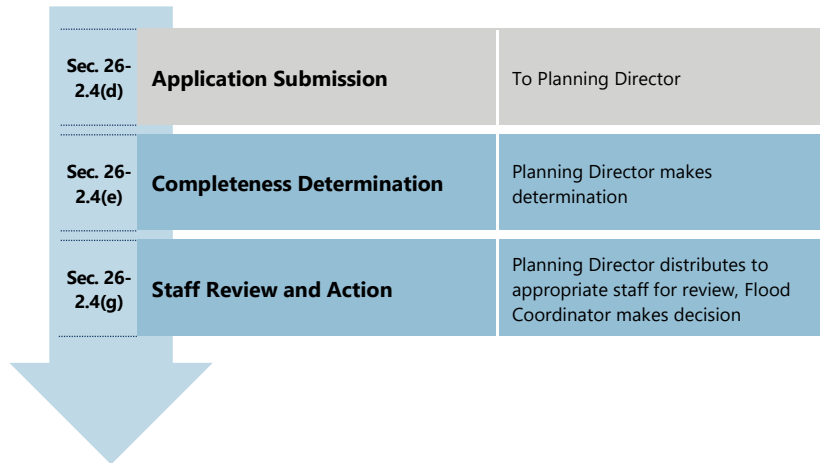 Sec. 26-
2.4(d)
Application Submission
To Planning Director
Sec. 26-
2.4(e)
Completeness Determination
Planning Director makes
determination
Sec. 26-
2.4(g)
Staff Review and Action
Planning Director distributes to
appropriate staff for review, Flood
Coordinator makes decision